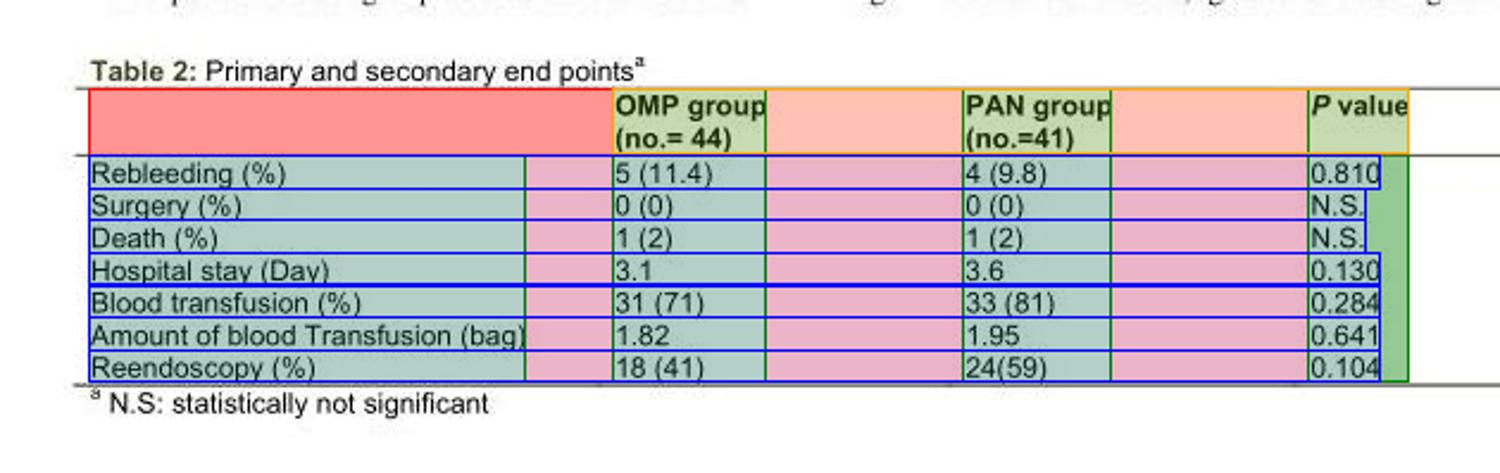 Table 2: Primary and secondary end pointsª
OMP group PAN group P value
(no.= 44) (no.=41)
Rebleeding (%) 5 (11.4) 4 (9.8) 0.810
Surgery (%) 0 (0) 0 (0) N.S.
Death (%) 1 (2) 1 (2) N.S.
Hospital stay (Day) 3.1 3.6 0.130
Blood transfusion (%) 31 (71) 33 (81) 0.284
Amount of blood Transfusion (bag) 1.82 1.95 0.641
Reendoscopy (%) 18 (41) 24(59) 0.104
ª N.S: statistically not significant